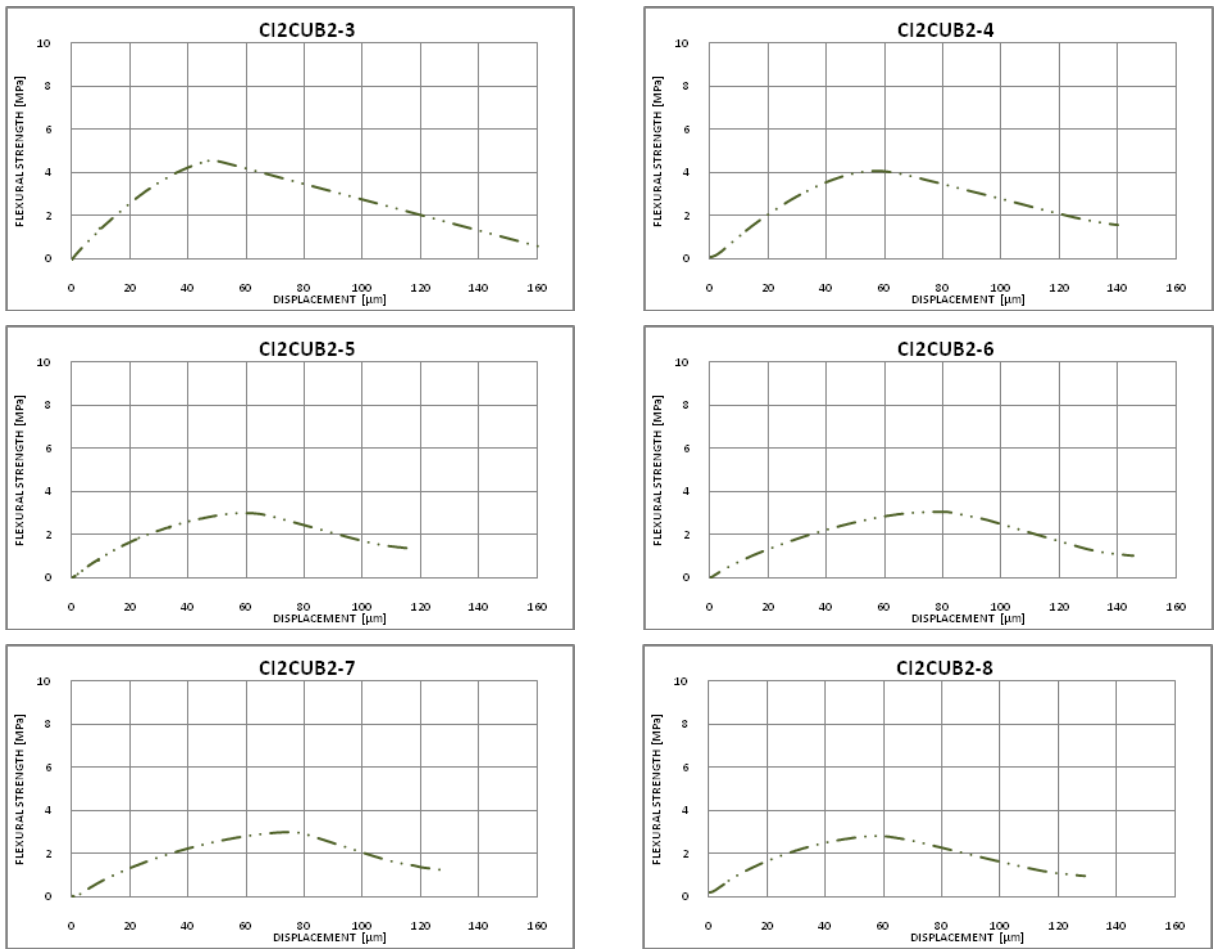 CI2CUB2-3
FLEXURAL STRENGTH [MPa]
10
8
6
4
2
0
0 20 40 60 80 100 120 140 160
DISPLACEMENT [µm]
CI2CUB2-4
FLEXURAL STRENGTH [MPa]
10
8
6
4
2
0
0 20 40 60 80 100 120 140 160
DISPLACEMENT [µm]
CI2CUB2-5
FLEXURAL STRENGTH [MPa]
10
8
6
4
2
0
0 20 40 60 80 100 120 140 160
DISPLACEMENT [µm]
CI2CUB2-6
FLEXURAL STRENGTH [MPa]
10
8
6
4
2
0
0 20 40 60 80 100 120 140 160
DISPLACEMENT [µm]
CI2CUB2-7
FLEXURAL STRENGTH [MPa]
10
8
6
4
2
0
0 20 40 60 80 100 120 140 160
DISPLACEMENT [µm]
CI2CUB2-8
FLEXURAL STRENGTH [MPa]
10
8
6
4
2
0
0 20 40 60 80 100 120 140 160
DISPLACEMENT [µm]